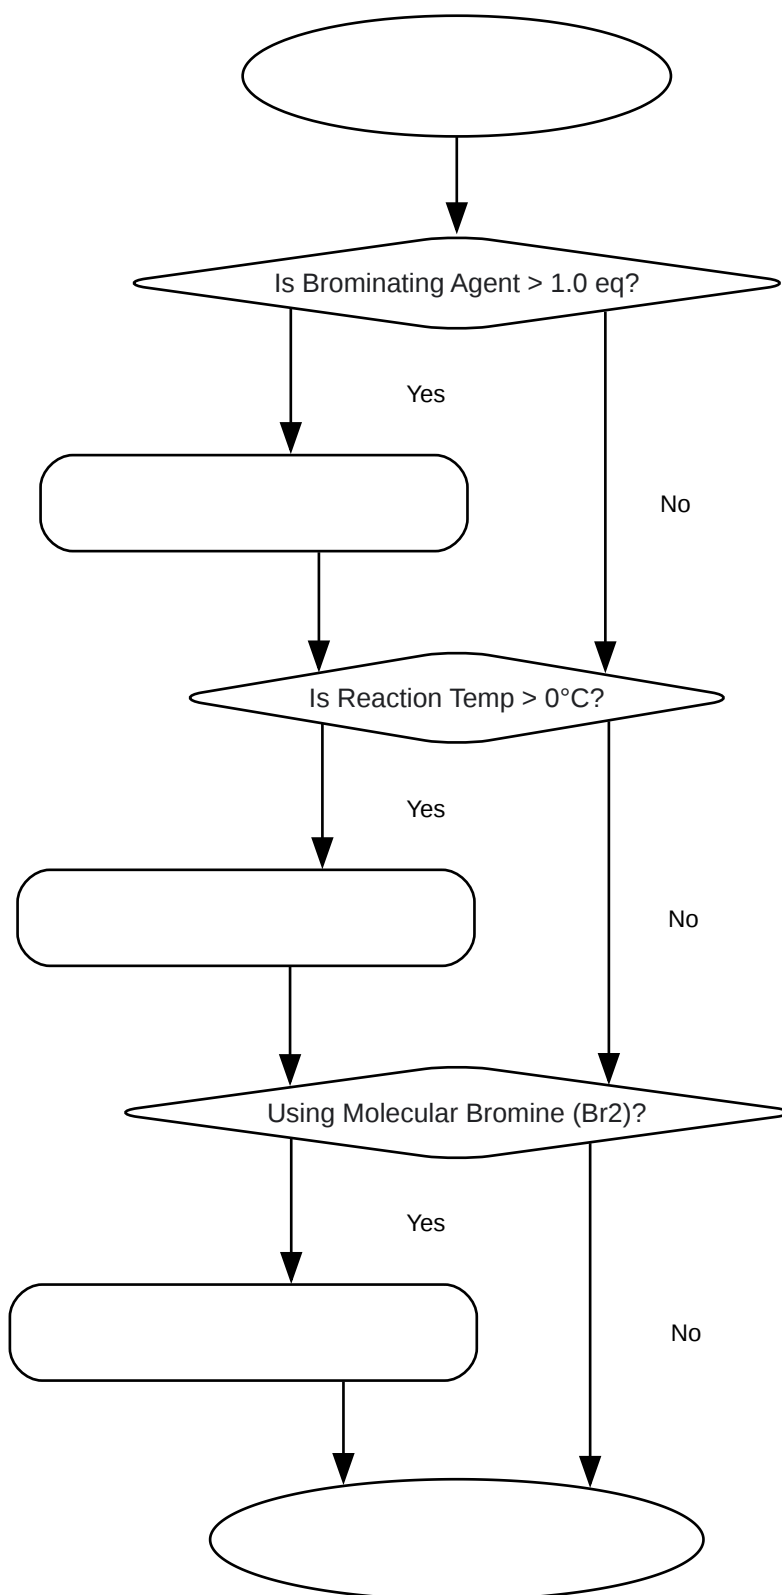 Is Brominating Agent > 1.0 eq?
Yes
No
Is Reaction Temp > 0°C?
Yes
No
Using Molecular Bromine (Br2)?
Yes
No